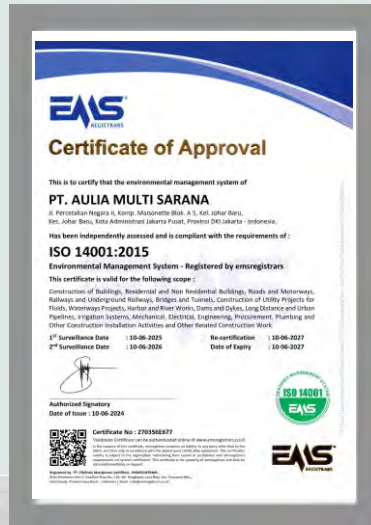 EMS
REGISTRARS
Certificate of Approval
This is to certify that the environmental management system of
PT. AULIA MULTI SARANA
Jl. Percetakan Negara II, Komp. Maisonette Blok. A 5, Kel. Johar Baru,
Kec. Johar Baru, Kota Administrasi Jakarta Pusat, Provinsi DKI Jakarta - Indonesia.
Has been independently assessed and is compliant with the requirements of :
ISO 14001:2015
Environmental Management System - Registered by emsregistrars
This certificate is valid for the following scope :
Construction of Buildings, Residential and Non Residential Buildings, Roads and Motorways,
Railways and Underground Railways, Bridges and Tunnels, Construction of Utility Projects for
Fluids, Waterways Projects, Harbor and River Works, Dams and Dykes, Long Distance and Urban
Pipelines, Irrigation Systems, Mechanical, Electrical, Engineering, Procurement, Plumbing and
Other Construction Installation Activities and Other Related Construction Work
1ST Surveillance Date : 10-06-2025 Re-certification : 10-06-2027
2nd Surveillance Date : 10-06-2026 Date of Expiry : 10-06-2027
Authorized Signatory
Date of Issue : 10-06-2024
ISO 14001
EMS
Certificate No : 270356E677
EMS
REGISTRARS